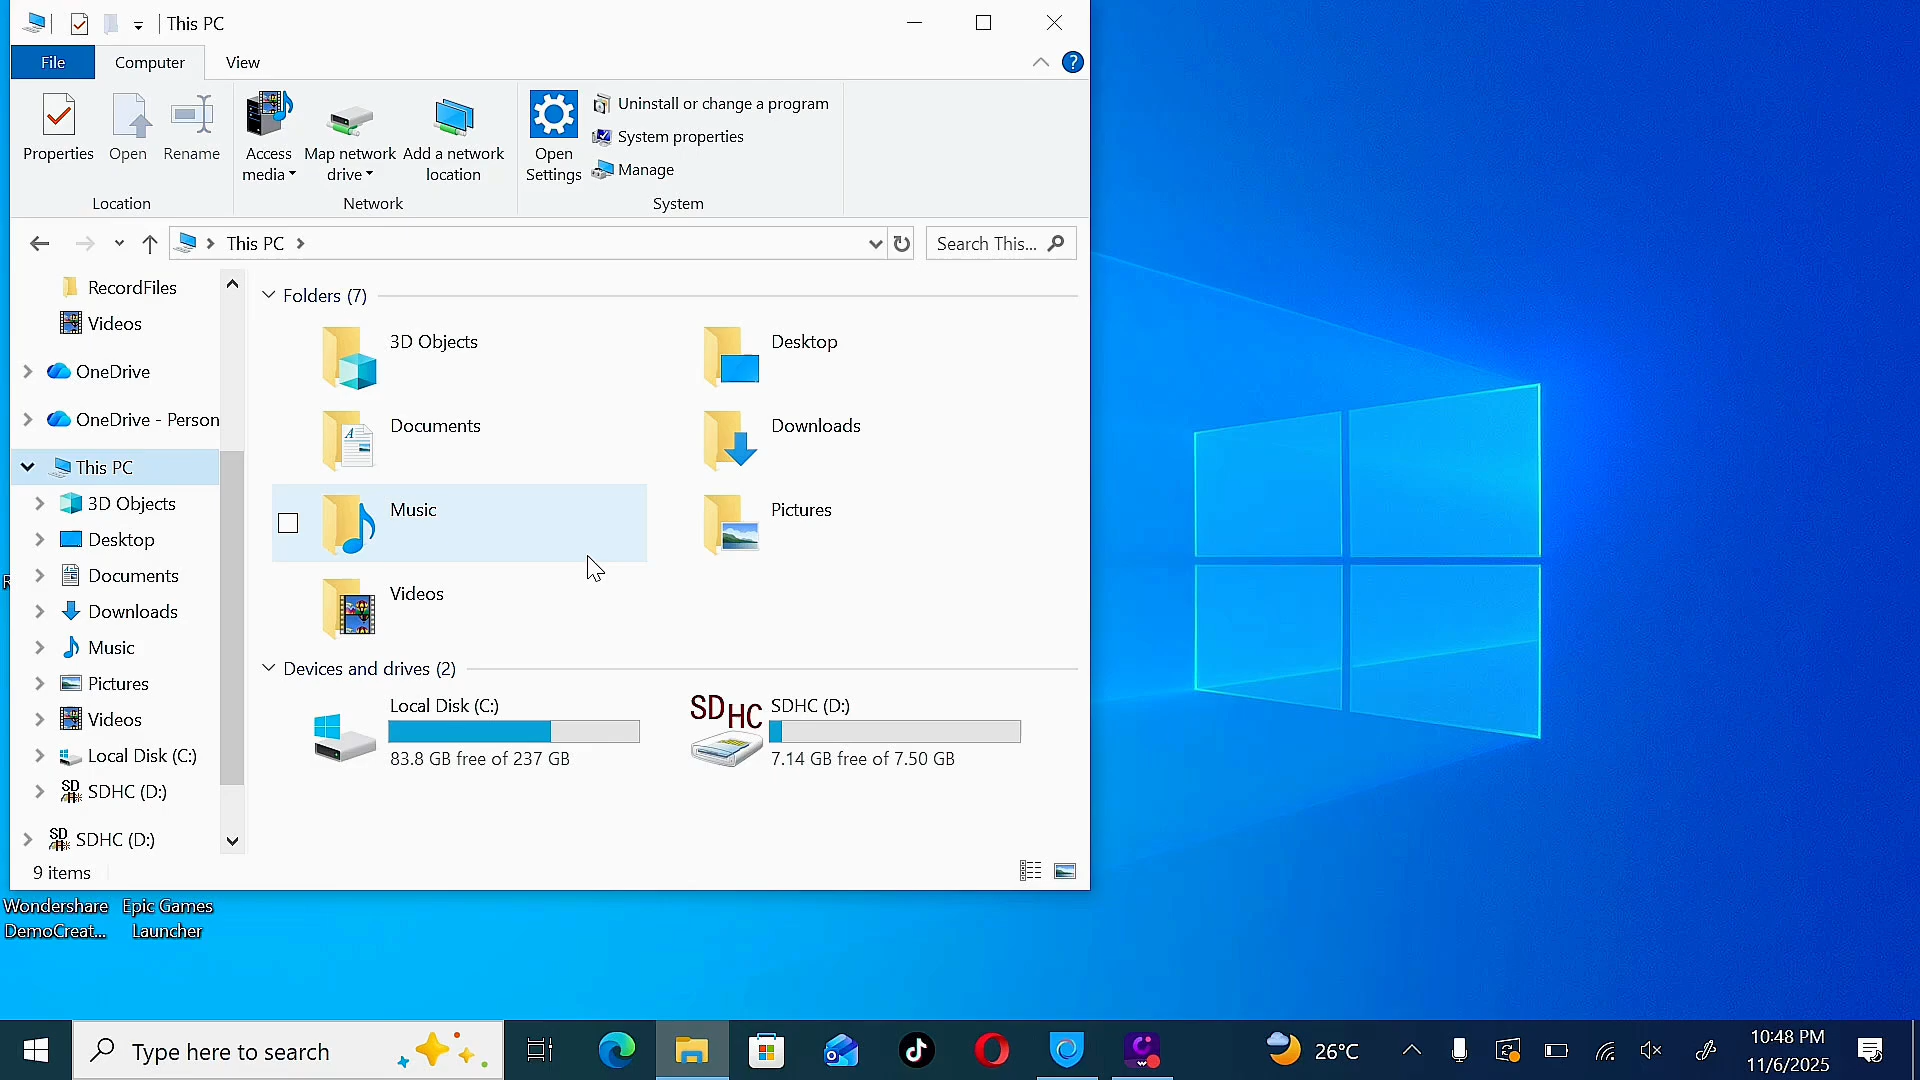 This PC
File
Computer
View
Properties
Open
Rename
Access
media
Map network
drive
Add a network
location
Open
Settings
Uninstall or change a program
System properties
Manage
Location
Network
System
This PC
Search This...
RecordFiles
Videos
OneDrive
OneDrive - Person
This PC
3D Objects
Desktop
Documents
Downloads
Music
Pictures
Videos
Local Disk (C:)
SDHC (D:)
SDHC (D:)
Folders (7)
3D Objects
Desktop
Documents
Downloads
Music
Pictures
Videos
Devices and drives (2)
Local Disk (C:)
83.8 GB free of 237 GB
SDHC
SDHC (D:)
7.14 GB free of 7.50 GB
9 items
Wondershare
DemoCreat...
Epic Games
Launcher
Type here to search
26°C
10:48 PM
11/6/2025